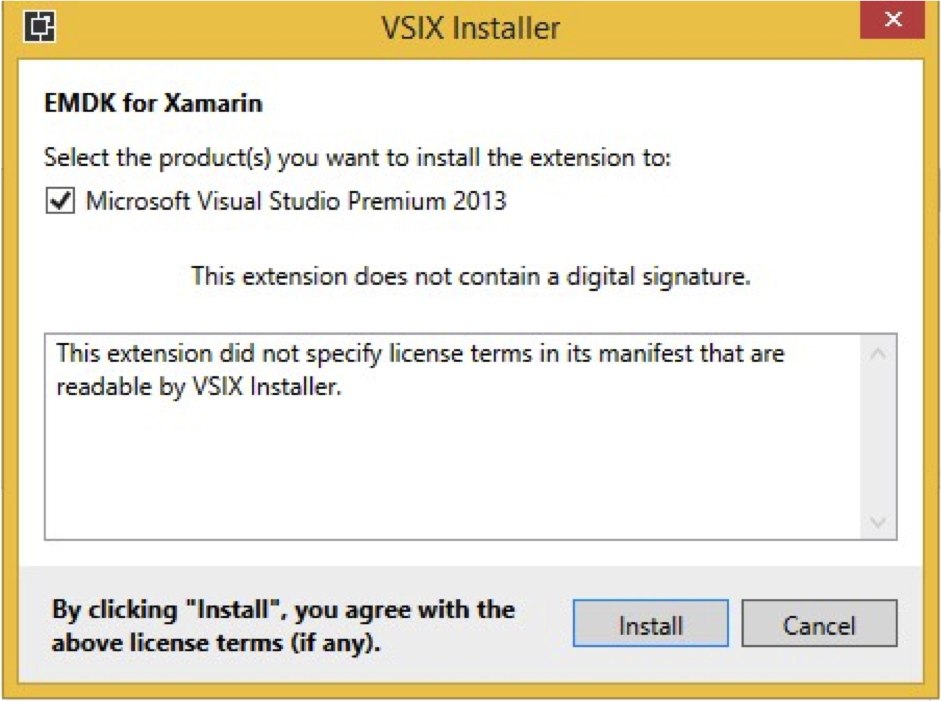 VSIX Installer
EMDK for Xamarin
Select the product(s) you want to install the extension to:
Microsoft Visual Studio Premium 2013
This extension does not contain a digital signature.
This extension did not specify license terms in its manifest that are
readable by VSIX Installer.
By clicking "Install", you agree with the
above license terms (if any).
Install
Cancel